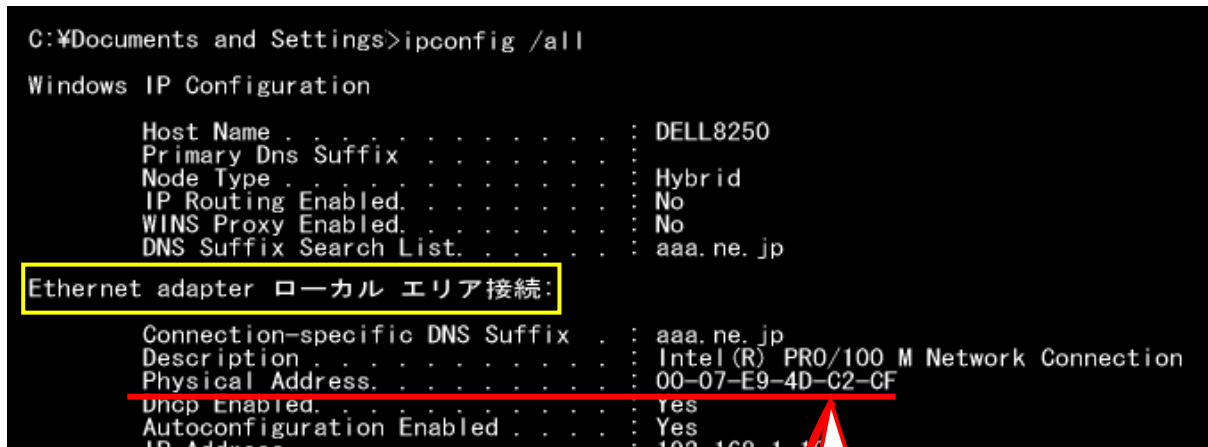 C:¥Documents and Settings>ipconfig /all
Windows IP Configuration
Host Name . . . . . . . . . . . . : DELL8250
Primary Dns Suffix . . . . . . . :
Node Type . . . . . . . . . . . . : Hybrid
IP Routing Enabled. . . . . . . . : No
WINS Proxy Enabled. . . . . . . . : No
DNS Suffix Search List. . . . . . : aaa.ne.jp
Ethernet adapter ローカル エリア接続:
Connection-specific DNS Suffix . : aaa.ne.jp
Description . . . . . . . . . . . : Intel(R) PRO/100 M Network Connection
Physical Address. . . . . . . . . : 00-07-E9-4D-C2-CF
Dhcp Enabled. . . . . . . . . . . : Yes
Autoconfiguration Enabled . . . . : Yes
IP Address. . . . . . . . . . . . :